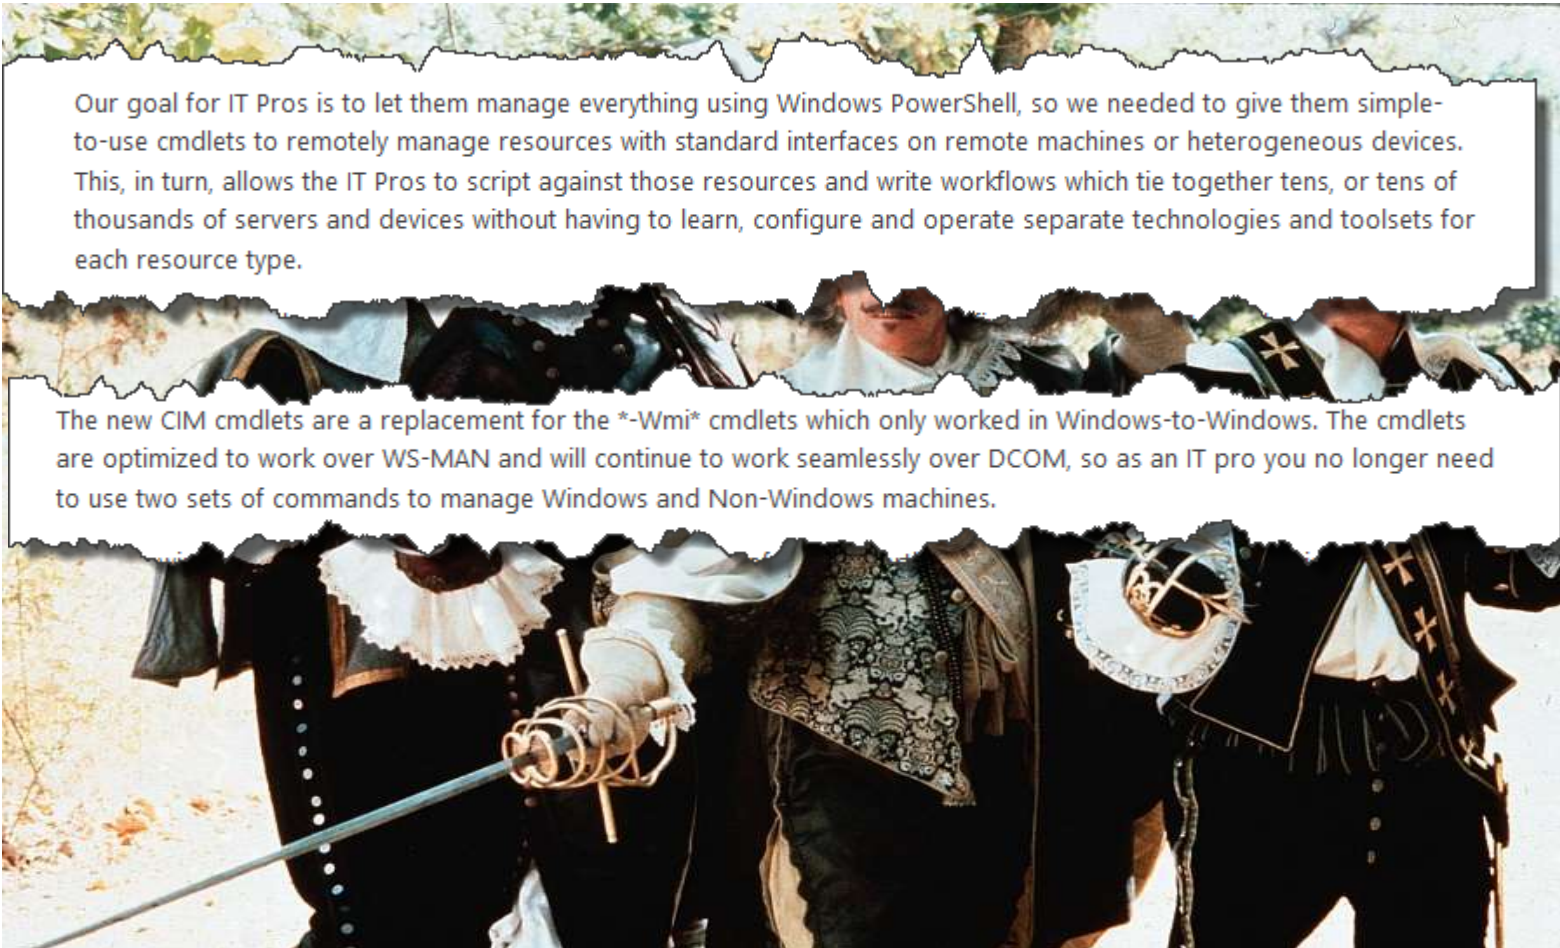 Our goal for IT Pros is to let them manage everything using Windows PowerShell, so we needed to give them simple-
to-use cmdlets to remotely manage resources with standard interfaces on remote machines or heterogeneous devices.
This, in turn, allows the IT Pros to script against those resources and write workflows which tie together tens, or tens of
thousands of servers and devices without having to learn, configure and operate separate technologies and toolsets for
each resource type.
The new CIM cmdlets are a replacement for the *-Wmi* cmdlets which only worked in Windows-to-Windows. The cmdlets
are optimized to work over WS-MAN and will continue to work seamlessly over DCOM, so as an IT pro you no longer need
to use two sets of commands to manage Windows and Non-Windows machines.